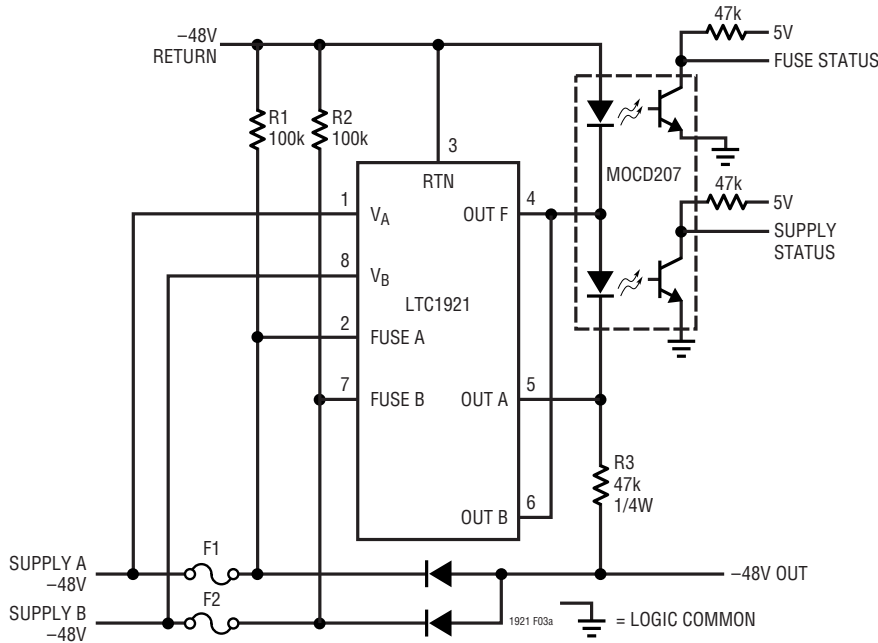 –48V
RETURN
47k
5V
FUSE STATUS
R1
100k
R2
100k
3
RTN
MOCD207
47k
5V
SUPPLY
STATUS
1
VA
OUT F
4
8
VB
LTC1921
2
FUSE A
7
FUSE B
OUT A
5
R3
47k
1/4W
OUT B
6
SUPPLY A
–48V
F1
–48V OUT
SUPPLY B
–48V
F2
1921 F03a
= LOGIC COMMON